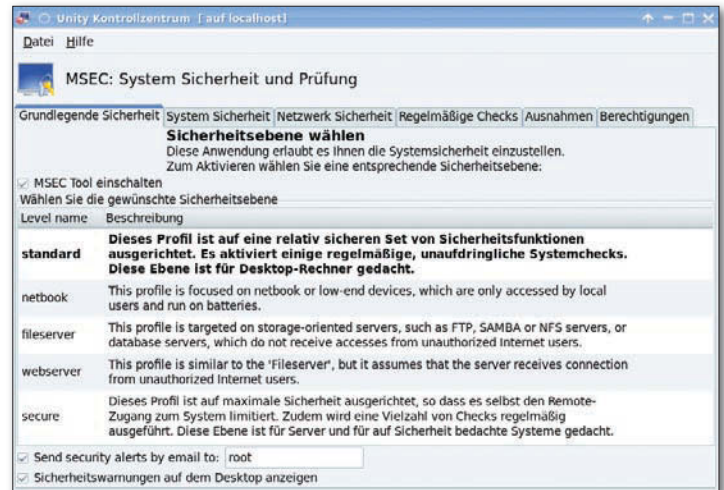 Unity Kontrollzentrum [auf localhost]
Datei Hilfe
MSEC: System Sicherheit und Prüfung
Grundlegende Sicherheit System Sicherheit Netzwerk Sicherheit Regelmäßige Checks Ausnahmen Berechtigungen
Sicherheitsebene wählen
Diese Anwendung erlaubt es Ihnen die Systemsicherheit einzustellen.
Zum Aktivieren wählen Sie eine entsprechende Sicherheitsebene:
MSEC Tool einschalten
Wählen Sie die gewünschte Sicherheitsebene
Level name Beschreibung
standard
Dieses Profil ist auf eine relativ sicheren Set von Sicherheitsfunktionen
ausgerichtet. Es aktiviert einige regelmäßige, unaufdringliche Systemchecks.
Diese Ebene ist für Desktop-Rechner gedacht.
netbook
This profile is focused on netbook or low-end devices, which are only accessed by local
users and run on batteries.
fileserver
This profile is targeted on storage-oriented servers, such as FTP, SAMBA or NFS servers, or
database servers, which do not receive accesses from unauthorized Internet users.
webserver
This profile is similar to the 'Fileserver', but it assumes that the server receives connection
from unauthorized Internet users.
secure
Dieses Profil ist auf maximale Sicherheit ausgerichtet, so dass es selbst den Remote-
Zugang zum System limitiert. Zudem wird eine Vielzahl von Checks regelmäßig
ausgeführt. Diese Ebene ist für Server und für auf Sicherheit bedachte Systeme gedacht.
Send security alerts by email to: root
Sicherheitswarnungen auf dem Desktop anzeigen